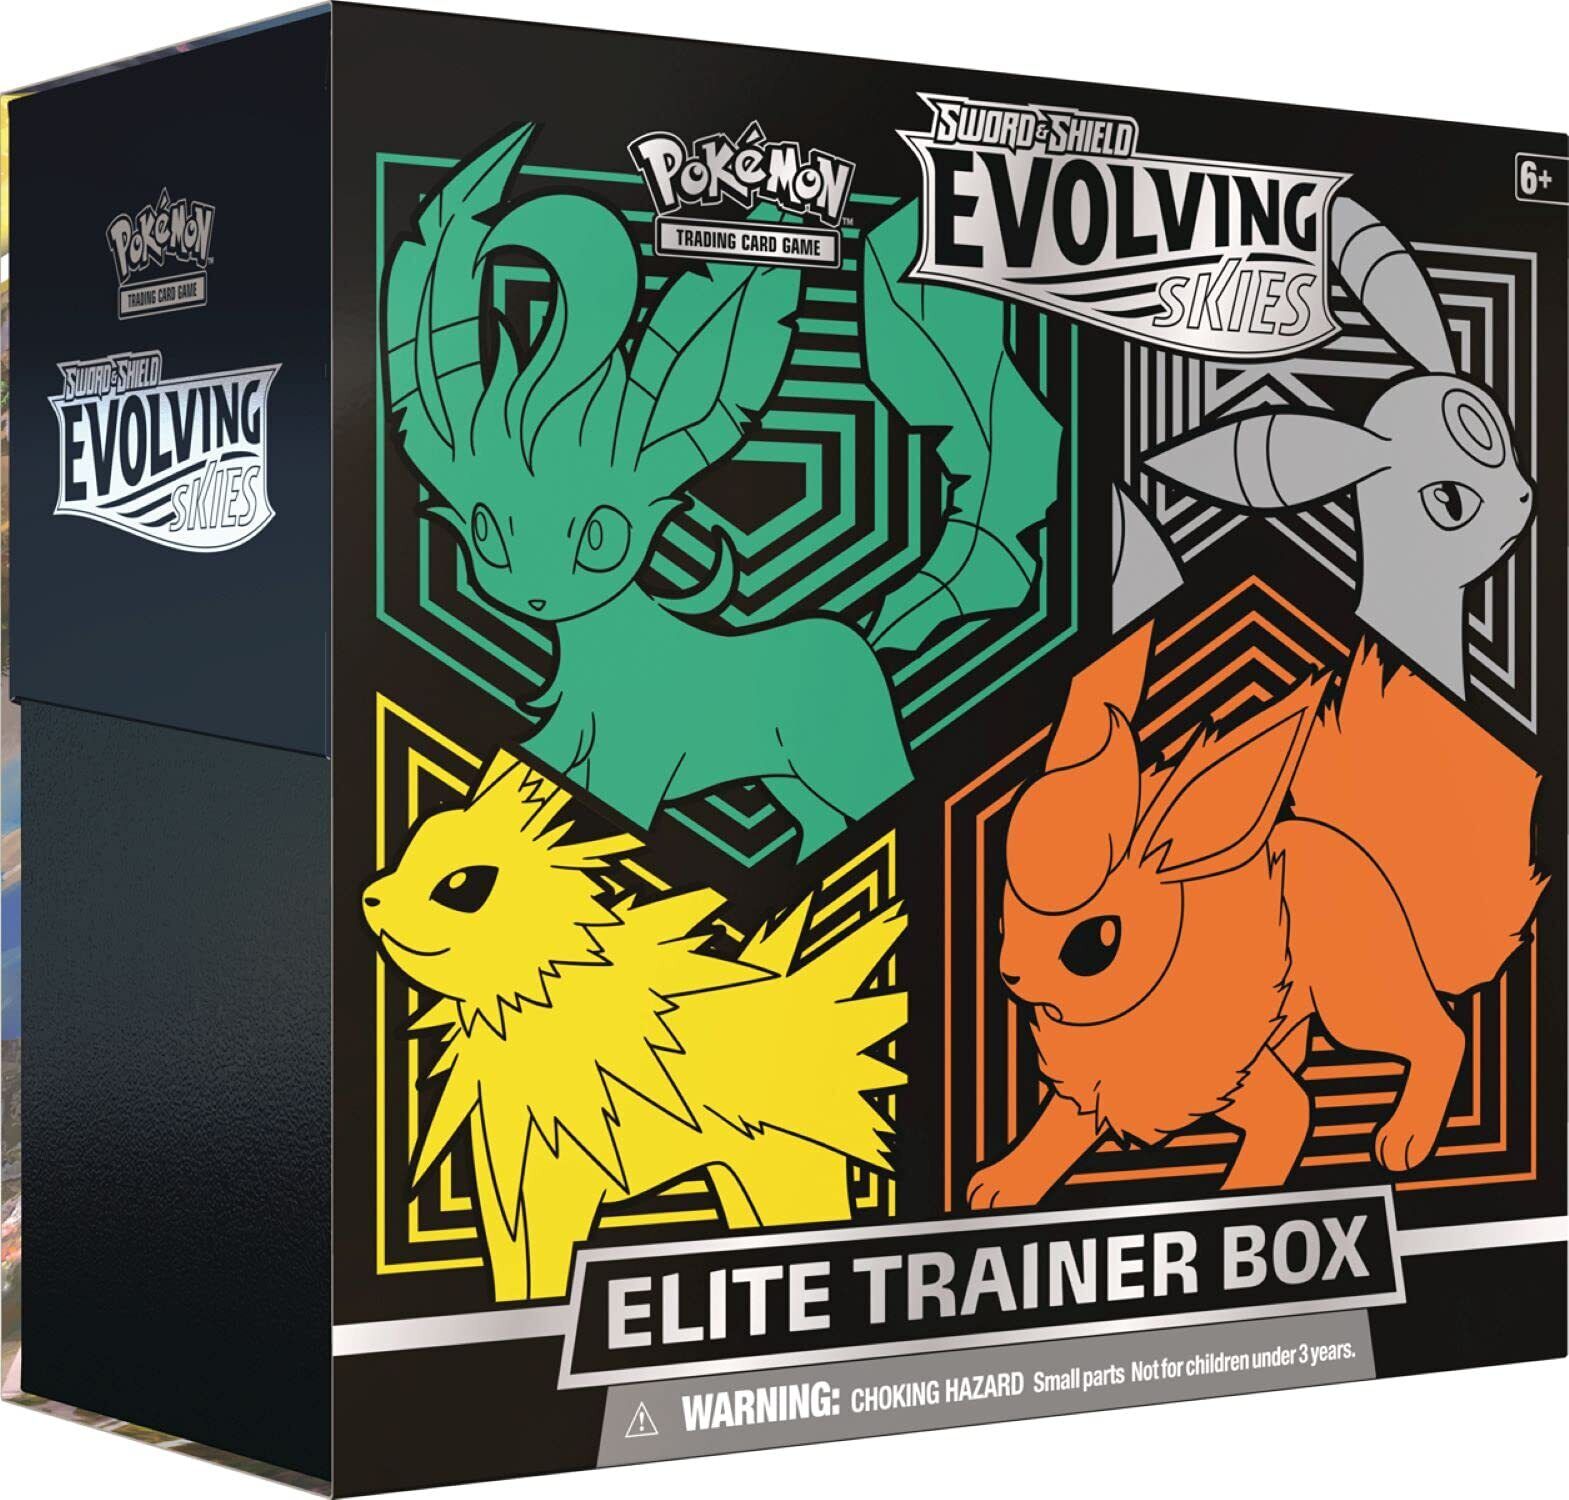 POKéMON
TRADING CARD GAME
SWORD & SHIELD
EVOLVING
SKIES
POKéMON™
TRADING CARD GAME
SWORD & SHIELD
EVOLVING
SKIES
6+
ELITE TRAINER BOX
WARNING: CHOKING HAZARD Small parts Not for children under 3 years.